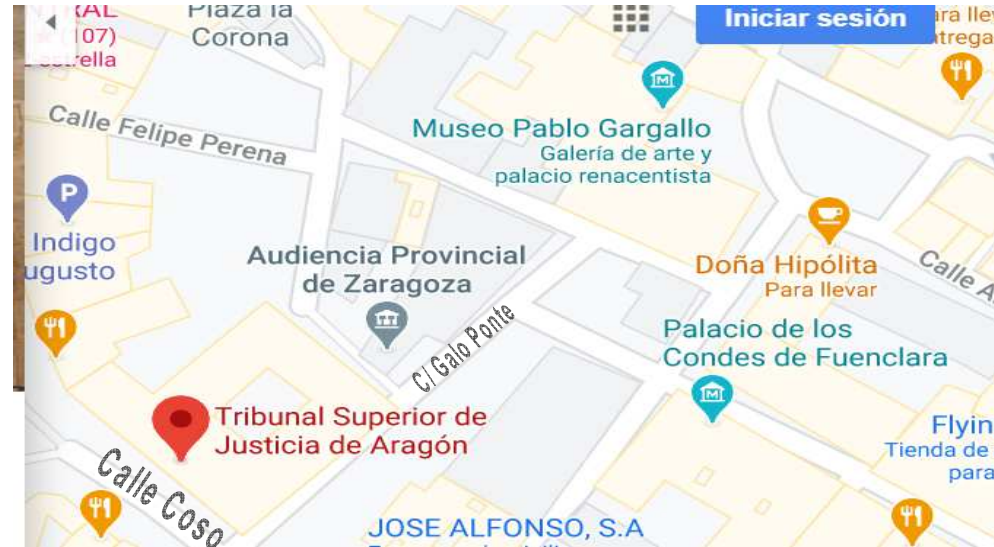 Plaza la
Corona
Iniciar sesión
(107)
Calle Felipe Perena
Museo Pablo Gargallo
Galería de arte y
palacio renacentista
P
Indigo
ugusto
Audiencia Provincial
de Zaragoza
Doña Hipólita
Para llevar
Calle A
C/ Galo Ponte
Palacio de los
Condes de Fuenclara
Tribunal Superior de
Justicia de Aragón
Flyin
Tienda de
para
Calle Coso
JOSE ALFONSO, S.A